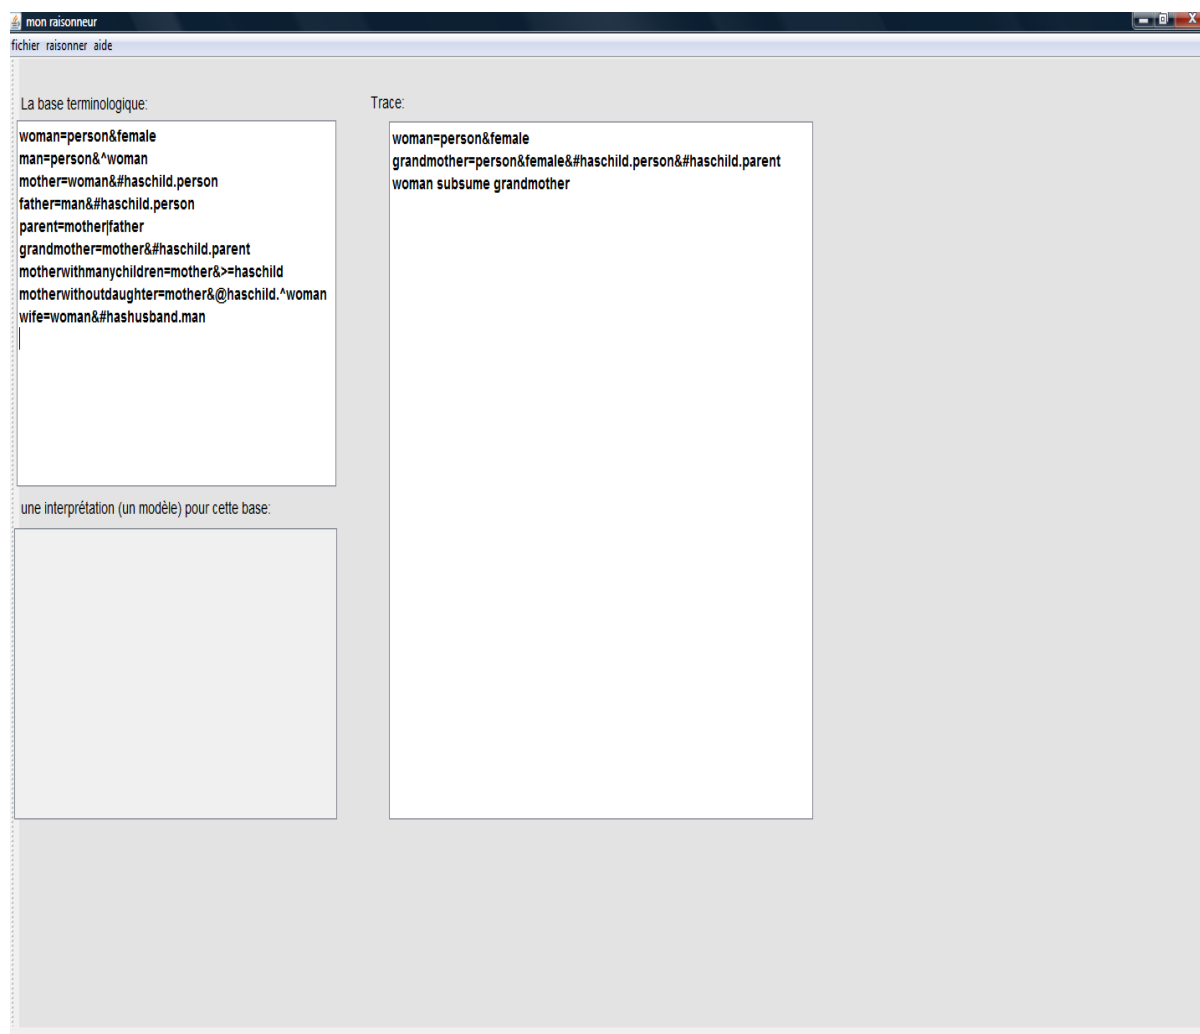 mon raisonneur
fichier raisonner aide
La base terminologique:
woman=person&female
man=person&^woman
mother=woman&#haschild.person
father=man&#haschild.person
parent=mother|father
grandmother=mother&#haschild.parent
motherwithmanychildren=mother&>=haschild
motherwithoutdaughter=mother&@haschild.^woman
wife=woman&#hashusband.man
une interprétation (un modèle) pour cette base:
Trace:
woman=person&female
grandmother=person&female&#haschild.person&#haschild.parent
woman subsume grandmother